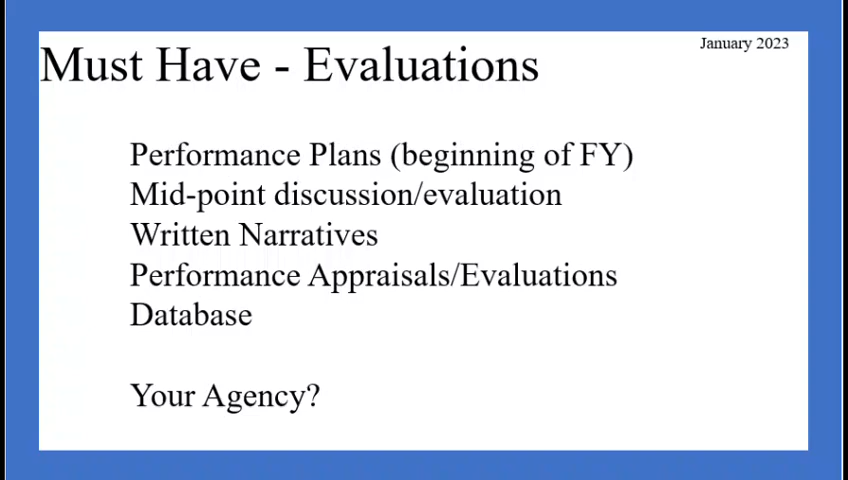 January 2023
Must Have - Evaluations
Performance Plans (beginning of FY)
Mid-point discussion/evaluation
Written Narratives
Performance Appraisals/Evaluations
Database
Your Agency?